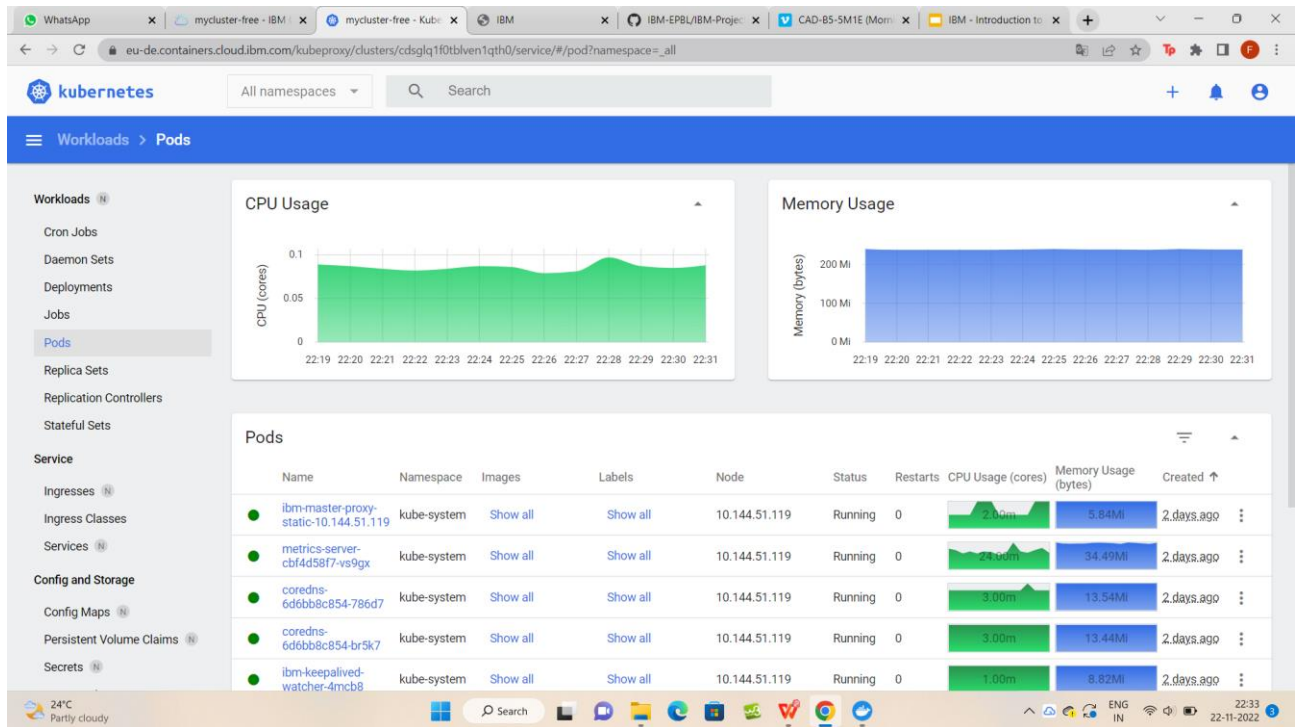 WhatsApp
mycluster-free - IBM
mycluster-free - Kube
IBM
IBM-EPBL/IBM-Projec
CAD-B5-5M1E (Morn
IBM - Introduction to
eu-de.containers.cloud.ibm.com/kubeproxy/clusters/cdsglq1f0tblven1qth0/service/#/pod?namespace=_all
kubernetes
All namespaces
Search
Workloads > Pods
Workloads N
Cron Jobs
Daemon Sets
Deployments
Jobs
Pods
Replica Sets
Replication Controllers
Stateful Sets
Service
Ingresses N
Ingress Classes
Services N
Config and Storage
Config Maps N
Persistent Volume Claims N
Secrets N
CPU Usage
CPU (cores)
0.1
0.05
0
22:19 22:20 22:21 22:22 22:23 22:24 22:25 22:26 22:27 22:28 22:29 22:30 22:31
Memory Usage
Memory (bytes)
200 Mi
100 Mi
0 Mi
22:19 22:20 22:21 22:22 22:23 22:24 22:25 22:26 22:27 22:28 22:29 22:30 22:31
Pods
Name Namespace Images Labels Node Status Restarts CPU Usage (cores) Memory Usage (bytes) Created
ibm-master-proxy-static-10.144.51.119 kube-system Show all Show all 10.144.51.119 Running 0 2.00m 5.84Mi 2 days ago
metrics-server-cbf4d58f7-vs9gx kube-system Show all Show all 10.144.51.119 Running 0 24.00m 34.49Mi 2 days ago
coredns-6d6bb8c854-786d7 kube-system Show all Show all 10.144.51.119 Running 0 3.00m 13.54Mi 2 days ago
coredns-6d6bb8c854-br5k7 kube-system Show all Show all 10.144.51.119 Running 0 3.00m 13.44Mi 2 days ago
ibm-keepalived-watcher-4mcb8 kube-system Show all Show all 10.144.51.119 Running 0 1.00m 8.82Mi 2 days ago
24°C
Partly cloudy
Search
ENG
IN
22:33
22-11-2022
3